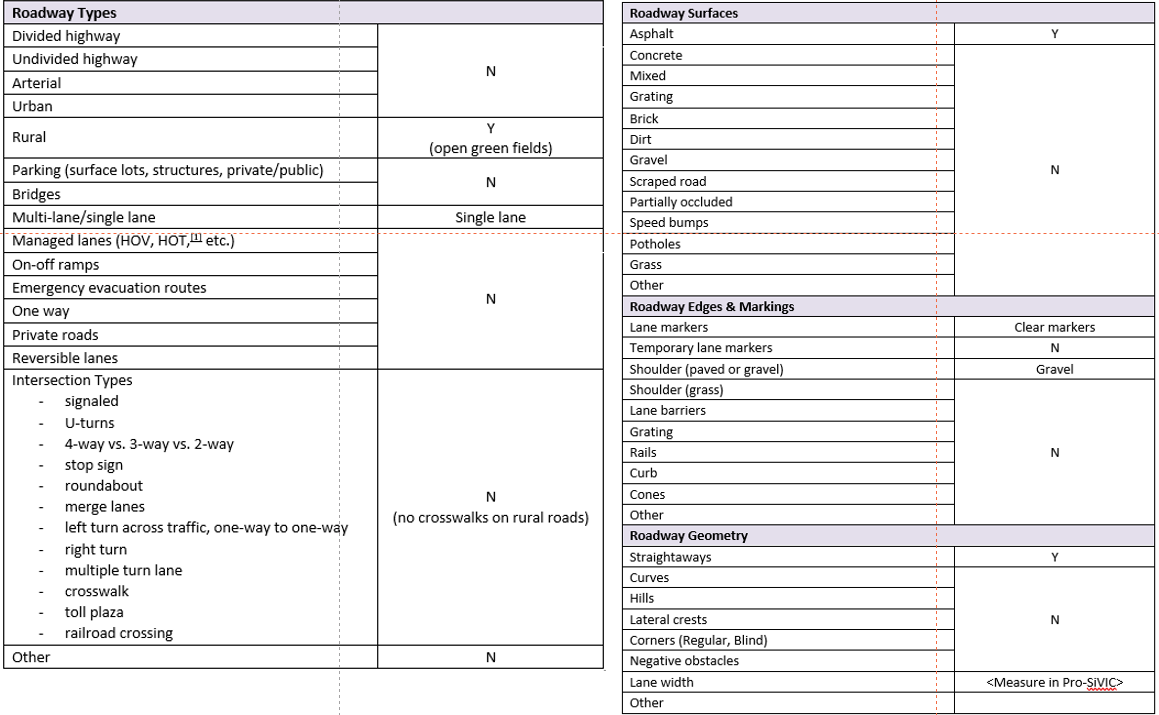 Roadway Types
Divided highway
Undivided highway
Arterial
Urban
N
Rural
Y
(open green fields)
Parking (surface lots, structures, private/public)
Bridges
N
Multi-lane/single lane
Single lane
Managed lanes (HOV, HOT,[1] etc.)
On-off ramps
Emergency evacuation routes
One way
Private roads
Reversible lanes
N
Intersection Types
- signaled
- U-turns
- 4-way vs. 3-way vs. 2-way
- stop sign
- roundabout
- merge lanes
- left turn across traffic, one-way to one-way
- right turn
- multiple turn lane
- crosswalk
- toll plaza
- railroad crossing
N
(no crosswalks on rural roads)
Other
N
Roadway Surfaces
Asphalt
Y
Concrete
Mixed
Grating
Brick
Dirt
Gravel
Scraped road
Partially occluded
Speed bumps
Potholes
Grass
Other
N
Roadway Edges & Markings
Lane markers
Clear markers
Temporary lane markers
N
Shoulder (paved or gravel)
Gravel
Shoulder (grass)
Lane barriers
Grating
Rails
Curb
Cones
Other
N
Roadway Geometry
Straightaways
Y
Curves
Hills
Lateral crests
Corners (Regular, Blind)
Negative obstacles
N
Lane width
<Measure in Pro-SiVIC>
Other